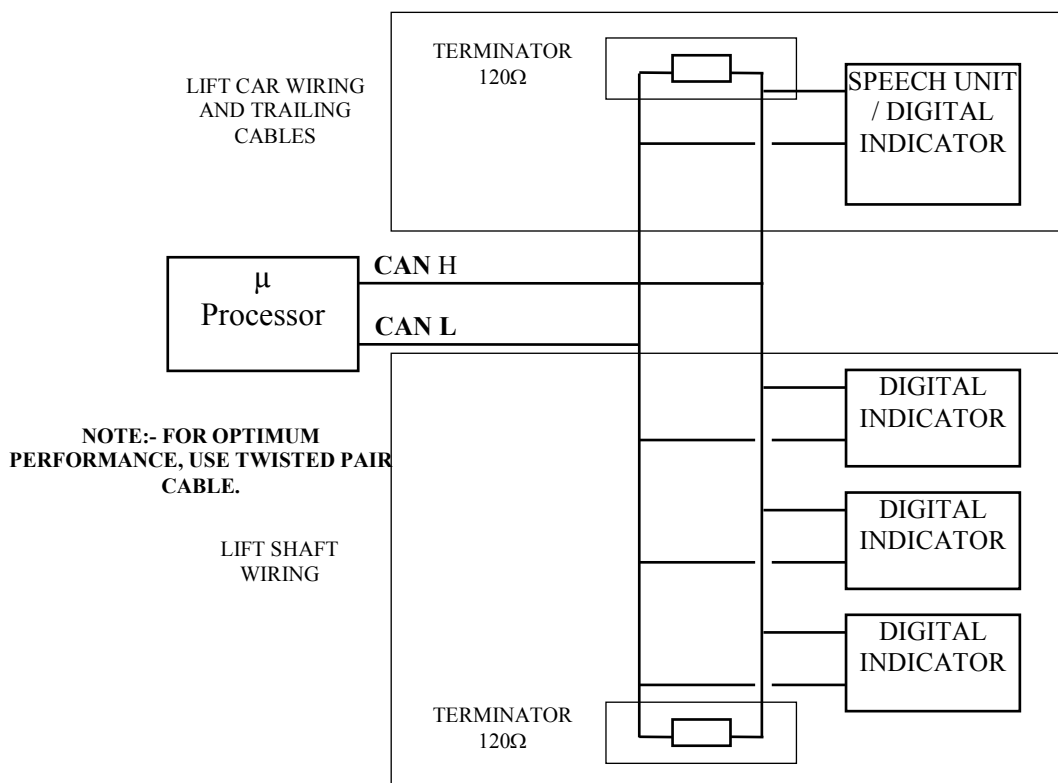 TERMINATOR
120Ω
LIFT CAR WIRING
AND TRAILING
CABLES
SPEECH UNIT
/ DIGITAL
INDICATOR
CAN H
µ
Processor
CAN L
DIGITAL
INDICATOR
NOTE:- FOR OPTIMUM
PERFORMANCE, USE TWISTED PAIR
CABLE.
DIGITAL
INDICATOR
LIFT SHAFT
WIRING
DIGITAL
INDICATOR
TERMINATOR
120Ω